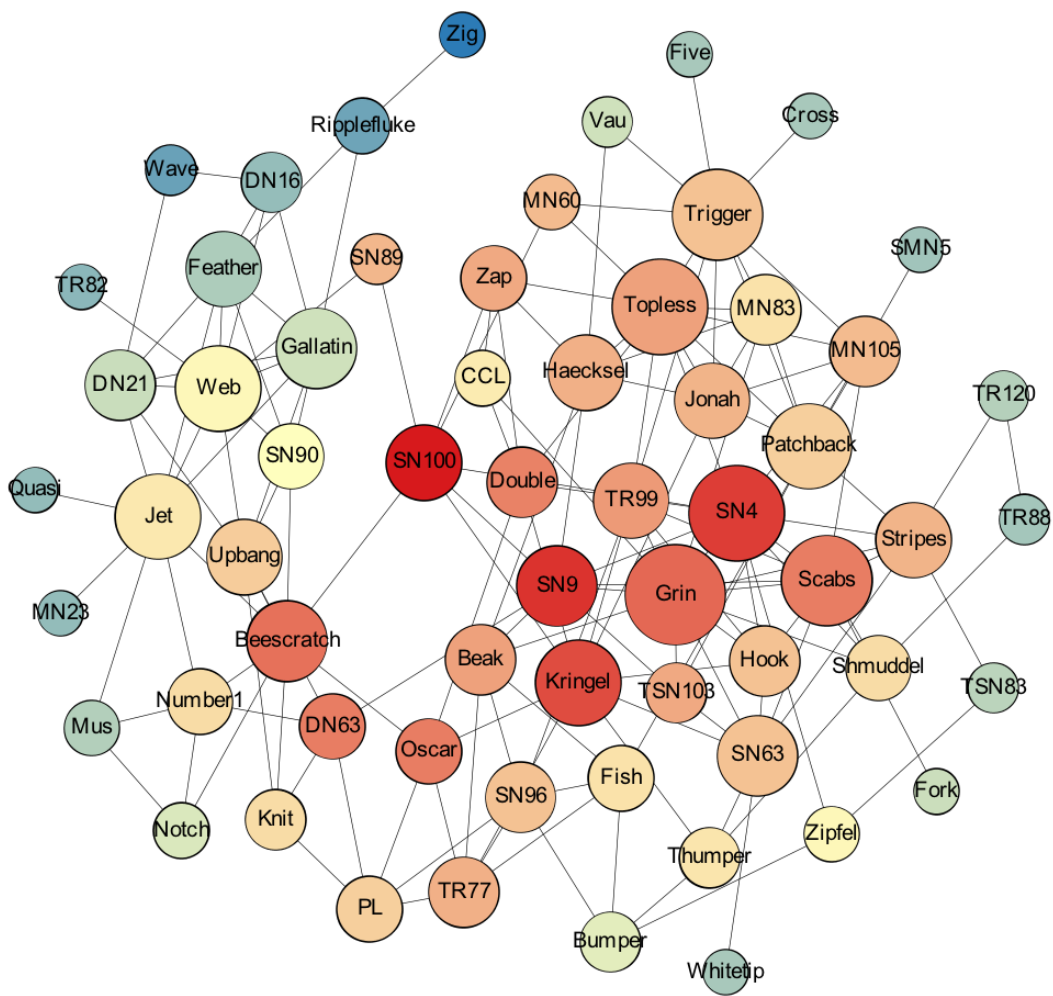 Zig
Five
Ripplefluke
Cross
Vau
Wave
DN16
MN60
Trigger
SMN5
SN89
Feather
Zap
TR82
Topless
MN83
Gallatin
MN105
Haecksel
CCL
DN21
Web
Jonah
TR120
Patchback
SN90
SN100
Double
Quasi
TR99
SN4
Jet
TR88
Stripes
Upbang
SN9
Grin
Scabs
MN23
Beescratch
Beak
Hook
Shmuddel
Kringel
TSN103
TSN83
Number1
Mus
DN63
Oscar
SN63
Fish
SN96
Fork
Knit
Notch
Zipfel
Thumper
TR77
PL
Bumper
Whitetip